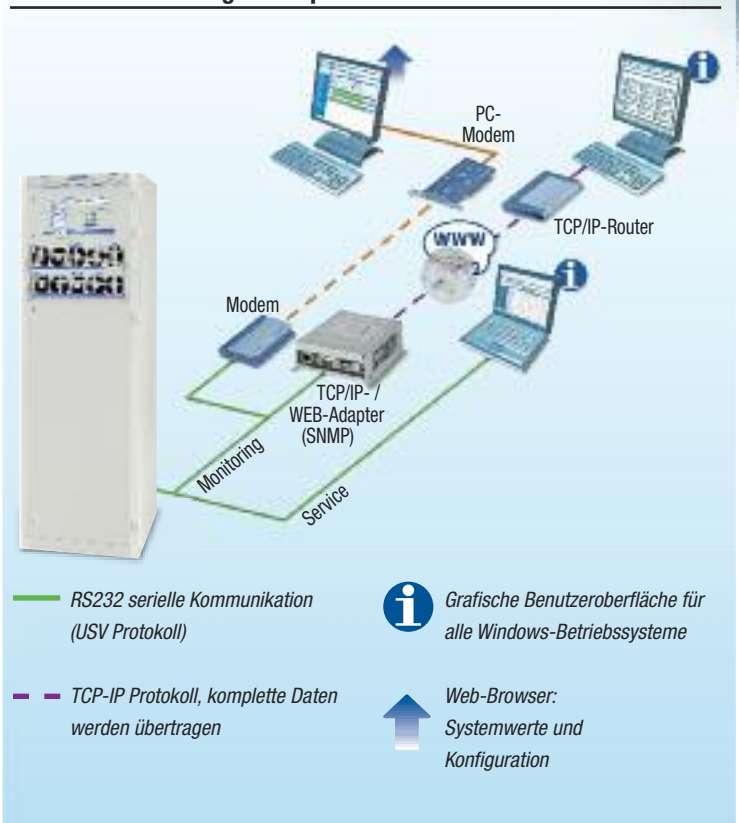 PC-
Modem
TCP/IP-Router
WWW
Modem
TCP/IP- /
WEB-Adapter
(SNMP)
Monitoring
Service
RS232 serielle Kommunikation
(USV Protokoll)
Grafische Benutzeroberfläche für
alle Windows-Betriebssysteme
TCP-IP Protokoll, komplette Daten
werden übertragen
Web-Browser:
Systemwerte und
Konfiguration